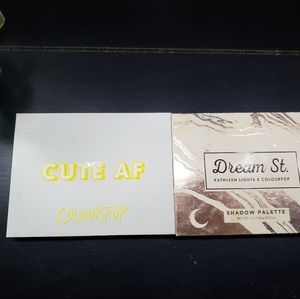 CUTE AF
COLOURPOP
Dream St.
KATHLEEN LIGHTS X COLOURPOP
SHADOW PALETTE